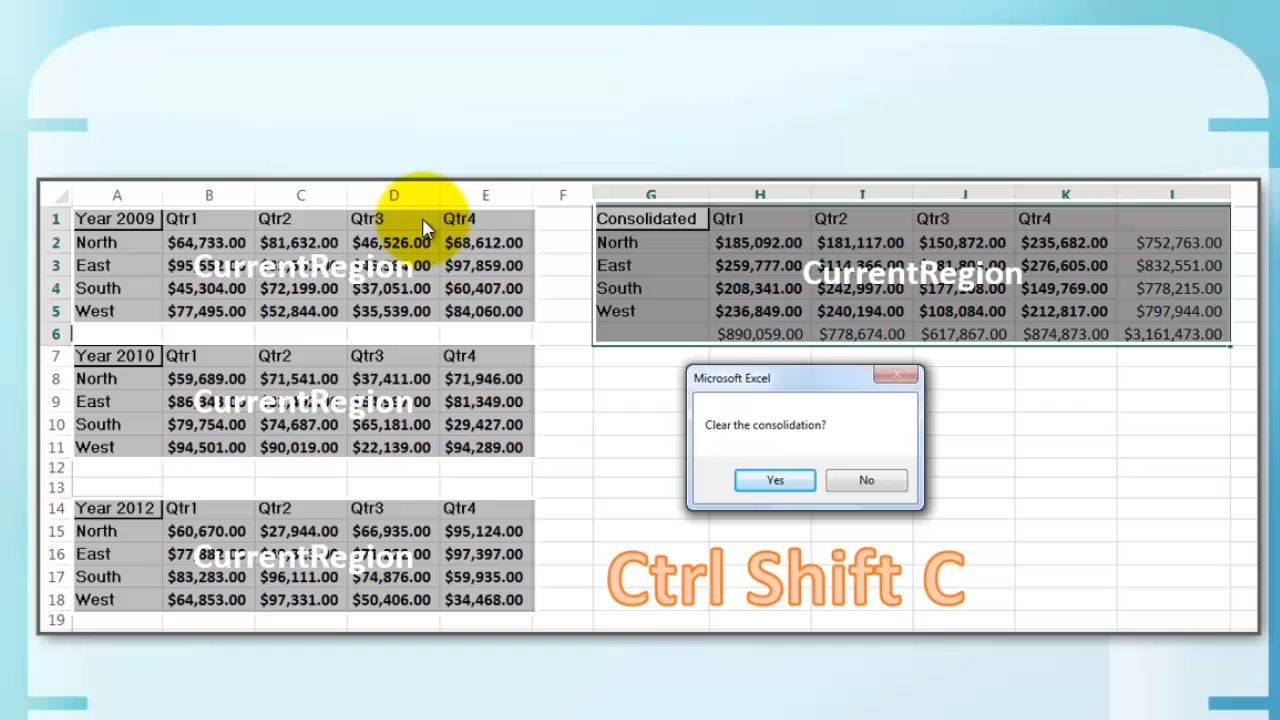 A B C D E F G H I J K L
1 Year 2009 Qtr1 Qtr2 Qtr3 Qtr4 Consolidated Qtr1 Qtr2 Qtr3 Qtr4
2 North $64,733.00 $81,632.00 $46,526.00 $68,612.00 North $185,092.00 $181,117.00 $150,872.00 $235,682.00 $752,763.00
3 East CurrentRegion $97,859.00 East $259,777.00 CurrentRegion $276,605.00 $832,551.00
4 South $45,304.00 $72,199.00 $37,051.00 $60,407.00 South $208,341.00 $242,997.00 $149,769.00 $778,215.00
5 West $77,495.00 $52,844.00 $35,539.00 $84,060.00 West $236,849.00 $240,194.00 $108,084.00 $212,817.00 $797,944.00
6 $890,059.00 $778,674.00 $617,867.00 $874,873.00 $3,161,473.00
7 Year 2010 Qtr1 Qtr2 Qtr3 Qtr4
8 North $59,689.00 $71,541.00 $37,411.00 $71,946.00
9 East CurrentRegion $81,349.00
10 South $79,754.00 $74,687.00 $65,181.00 $29,427.00
11 West $94,501.00 $90,019.00 $22,139.00 $94,289.00
12
13
14 Year 2012 Qtr1 Qtr2 Qtr3 Qtr4
15 North $60,670.00 $27,944.00 $66,935.00 $95,124.00
16 East CurrentRegion $97,397.00
17 South $83,283.00 $96,111.00 $74,876.00 $59,935.00
18 West $64,853.00 $97,331.00 $50,406.00 $34,468.00
19
Microsoft Excel
Clear the consolidation?
Yes No
Ctrl Shift C